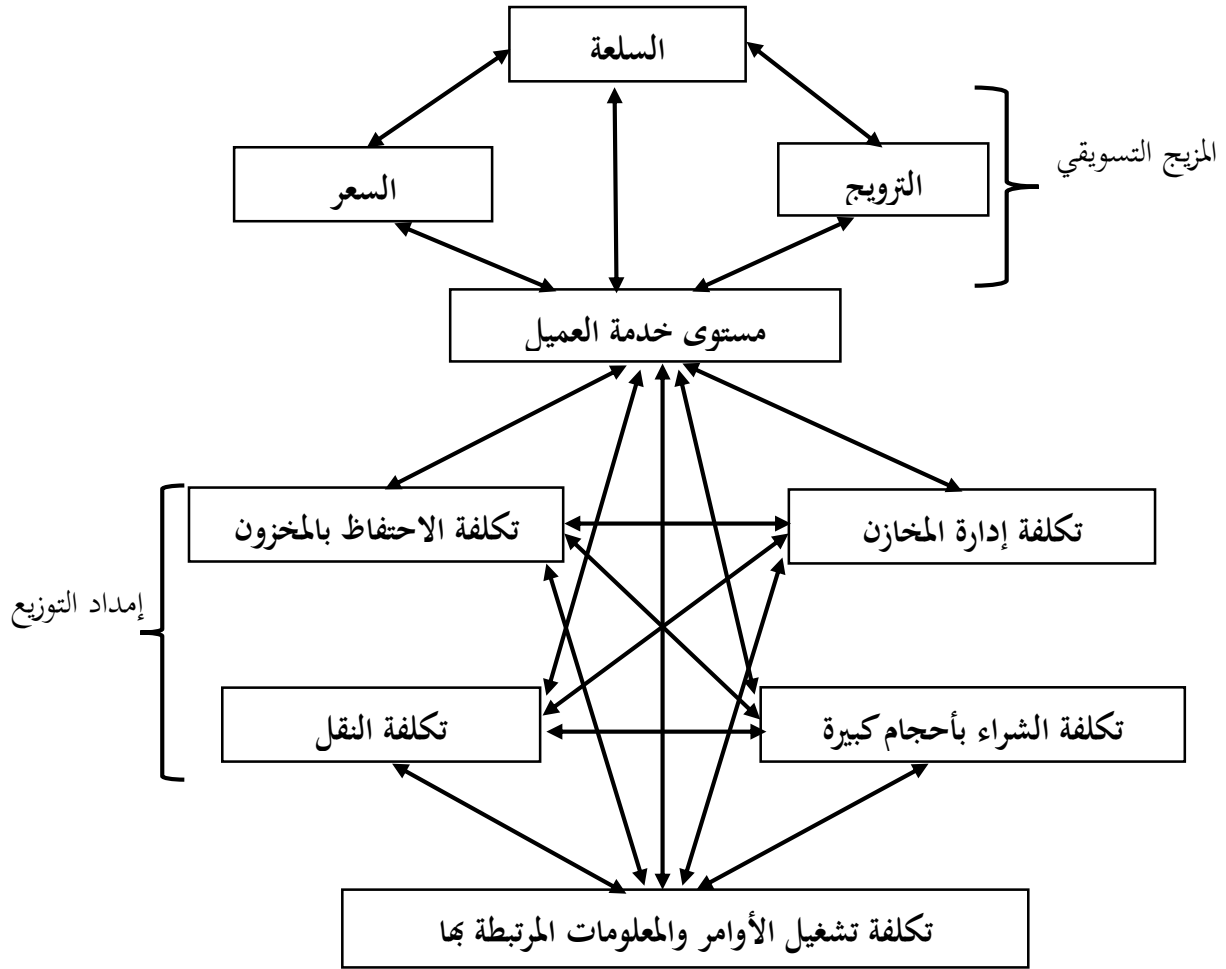 السلعة
الترويج
السعر
المزيج التسويقي
مستوى خدمة العميل
تكلفة إدارة المخازن
تكلفة الاحتفاظ بالمخزون
إمداد التوزيع
تكلفة الشراء بأحجام كبيرة
تكلفة النقل
تكلفة تشغيل الأوامر والمعلومات المرتبطة بها